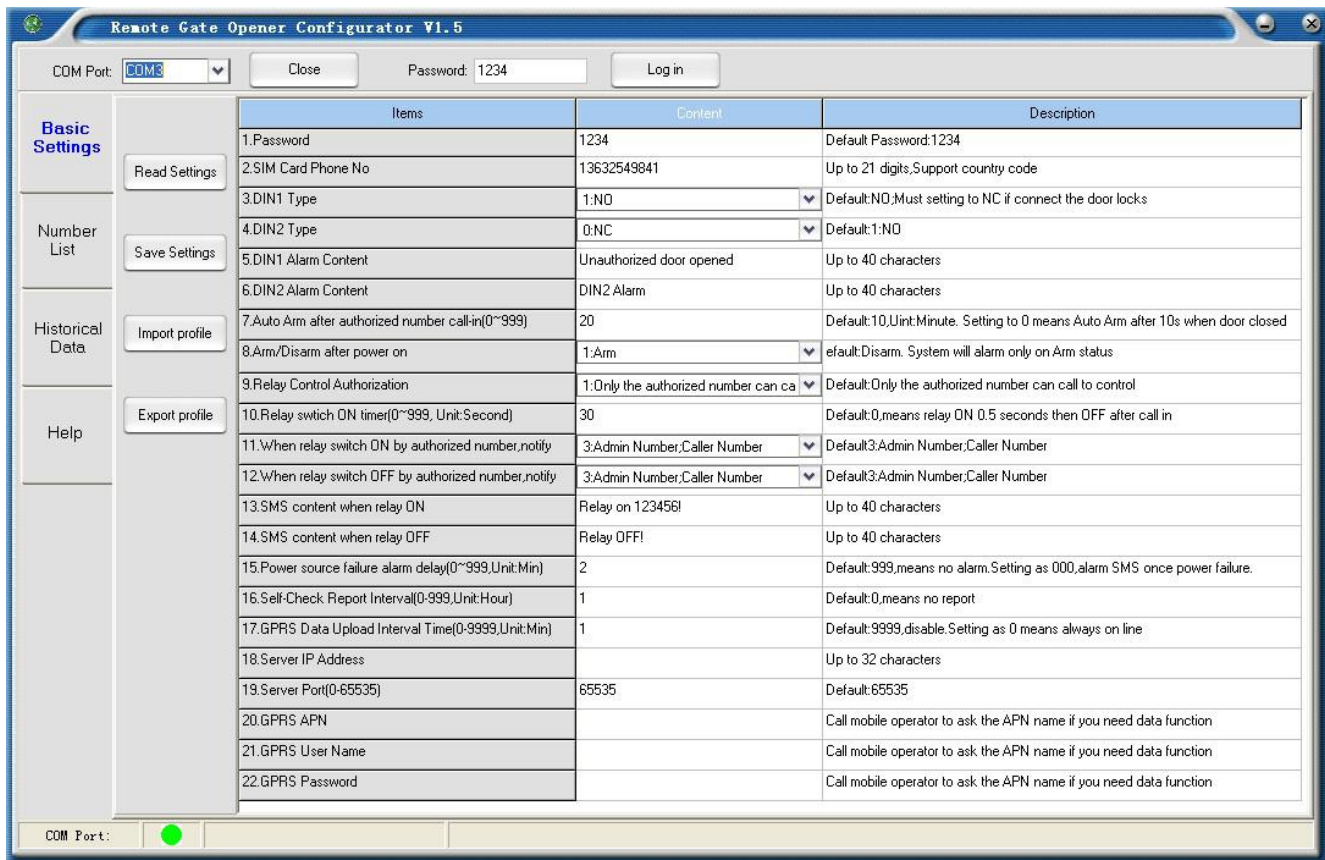 Remote Gate Opener Configurator V1.5
COM Port: COM3 Close Password: 1234 Log in
Basic Settings
Number List
Historical Data
Help
Read Settings
Save Settings
Import profile
Export profile
Items Content Description
1.Password 1234 Default Password:1234
2.SIM Card Phone No 13632549841 Up to 21 digits,Support country code
3.DIN1 Type 1:NO Default:NO;Must setting to NC if connect the door locks
4.DIN2 Type 0:NC Default:1:NO
5.DIN1 Alarm Content Unauthorized door opened Up to 40 characters
6.DIN2 Alarm Content DIN2 Alarm Up to 40 characters
7.Auto Arm after authorized number call-in(0~999) 20 Default:10,Uint:Minute. Setting to 0 means Auto Arm after 10s when door closed
8.Arm/Disarm after power on 1:Arm efault:Disarm. System will alarm only on Arm status
9.Relay Control Authorization 1:Only the authorized number can ca Default:Only the authorized number can call to control
10.Relay swtich ON timer(0~999, Unit:Second) 30 Default:0,means relay ON 0.5 seconds then OFF after call in
11.When relay switch ON by authorized number,notify 3:Admin Number;Caller Number Default3:Admin Number;Caller Number
12.When relay switch OFF by authorized number,notify 3:Admin Number;Caller Number Default3:Admin Number;Caller Number
13.SMS content when relay ON Relay on 123456! Up to 40 characters
14.SMS content when relay OFF Relay OFF! Up to 40 characters
15.Power source failure alarm delay(0~999,Unit:Min) 2 Default:999,means no alarm.Setting as 000,alarm SMS once power failure.
16.Self-Check Report Interval(0-999,Unit:Hour) 1 Default:0,means no report
17.GPRS Data Upload Interval Time(0-9999,Unit:Min) 1 Default:9999,disable.Setting as 0 means always on line
18.Server IP Address Up to 32 characters
19.Server Port(0-65535) 65535 Default:65535
20.GPRS APN Call mobile operator to ask the APN name if you need data function
21.GPRS User Name Call mobile operator to ask the APN name if you need data function
22.GPRS Password Call mobile operator to ask the APN name if you need data function
COM Port: